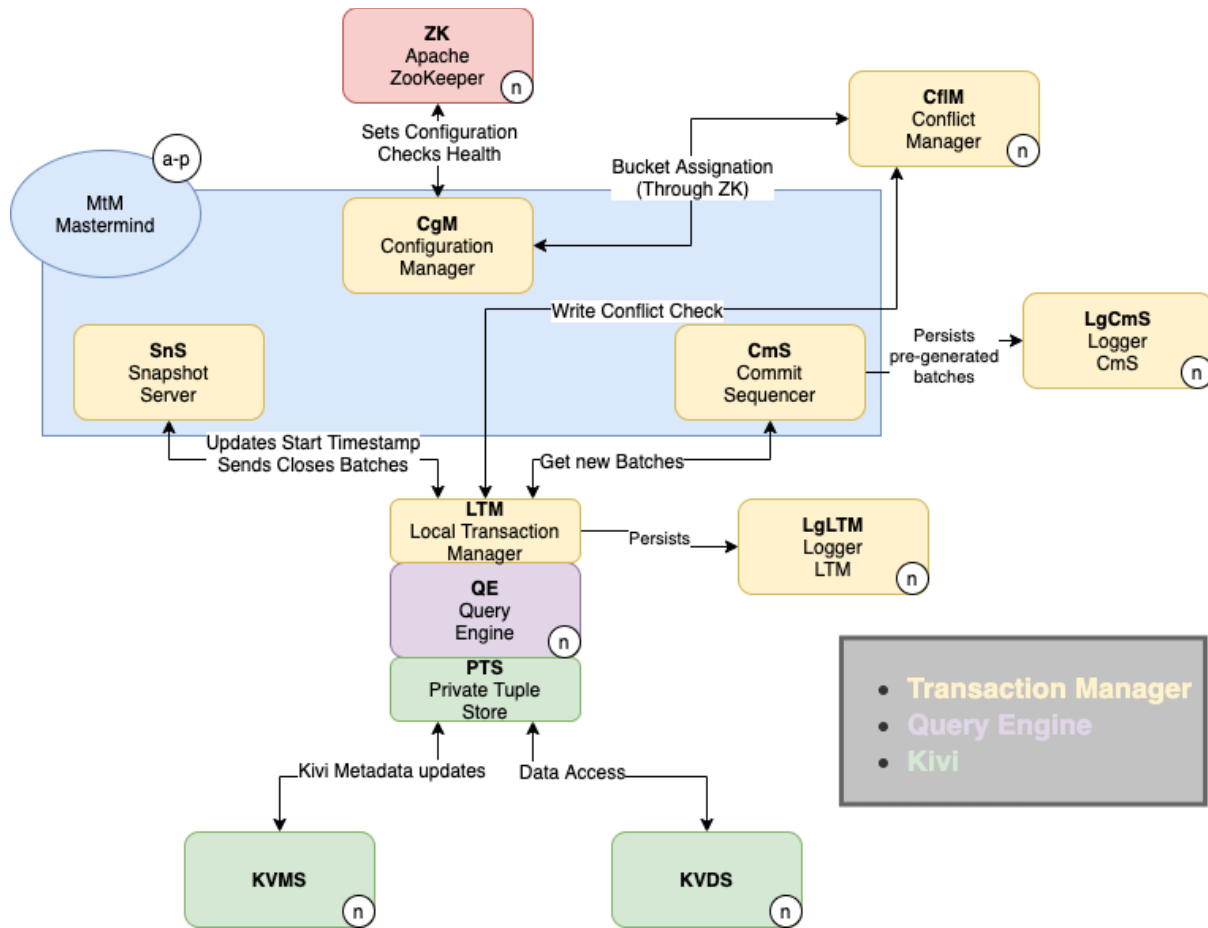 ZK
Apache
ZooKeeper
n
Sets Configuration
Checks Health
CflM
Conflict
Manager
n
a-p
MtM
Mastermind
Bucket Assignation
(Through ZK)
CgM
Configuration
Manager
Write Conflict Check
SnS
Snapshot
Server
CmS
Commit
Sequencer
Persists
pre-generated
batches
LgCmS
Logger
CmS
n
Updates Start Timestamp
Sends Closes Batches
Get new Batches
LTM
Local Transaction
Manager
Persists
LgLTM
Logger
LTM
n
QE
Query
Engine
n
PTS
Private Tuple
Store
Transaction Manager
Query Engine
Kivi
Kivi Metadata updates
Data Access
KVMS
n
KVDS
n